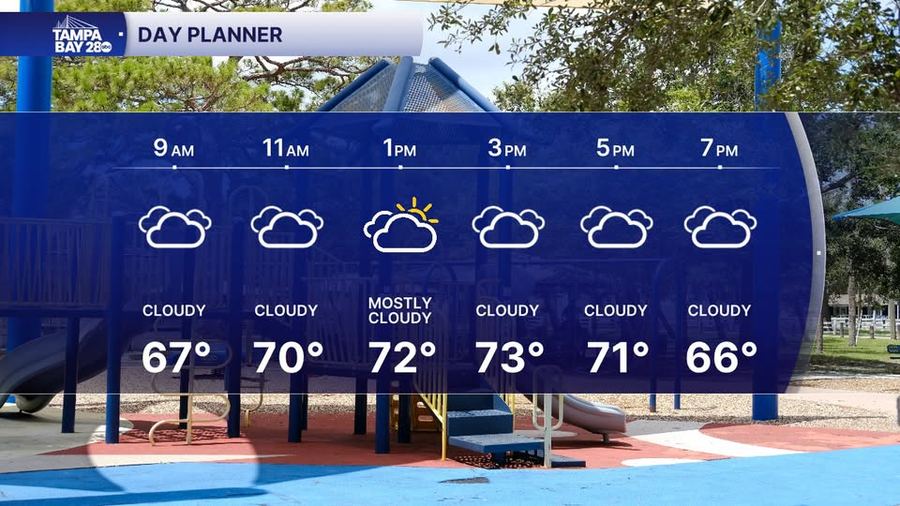 TAMPA
BAY 28 abc
DAY PLANNER
9 AM 11 AM 1 PM 3 PM 5 PM 7 PM
CLOUDY CLOUDY MOSTLY CLOUDY CLOUDY CLOUDY CLOUDY
67° 70° 72° 73° 71° 66°